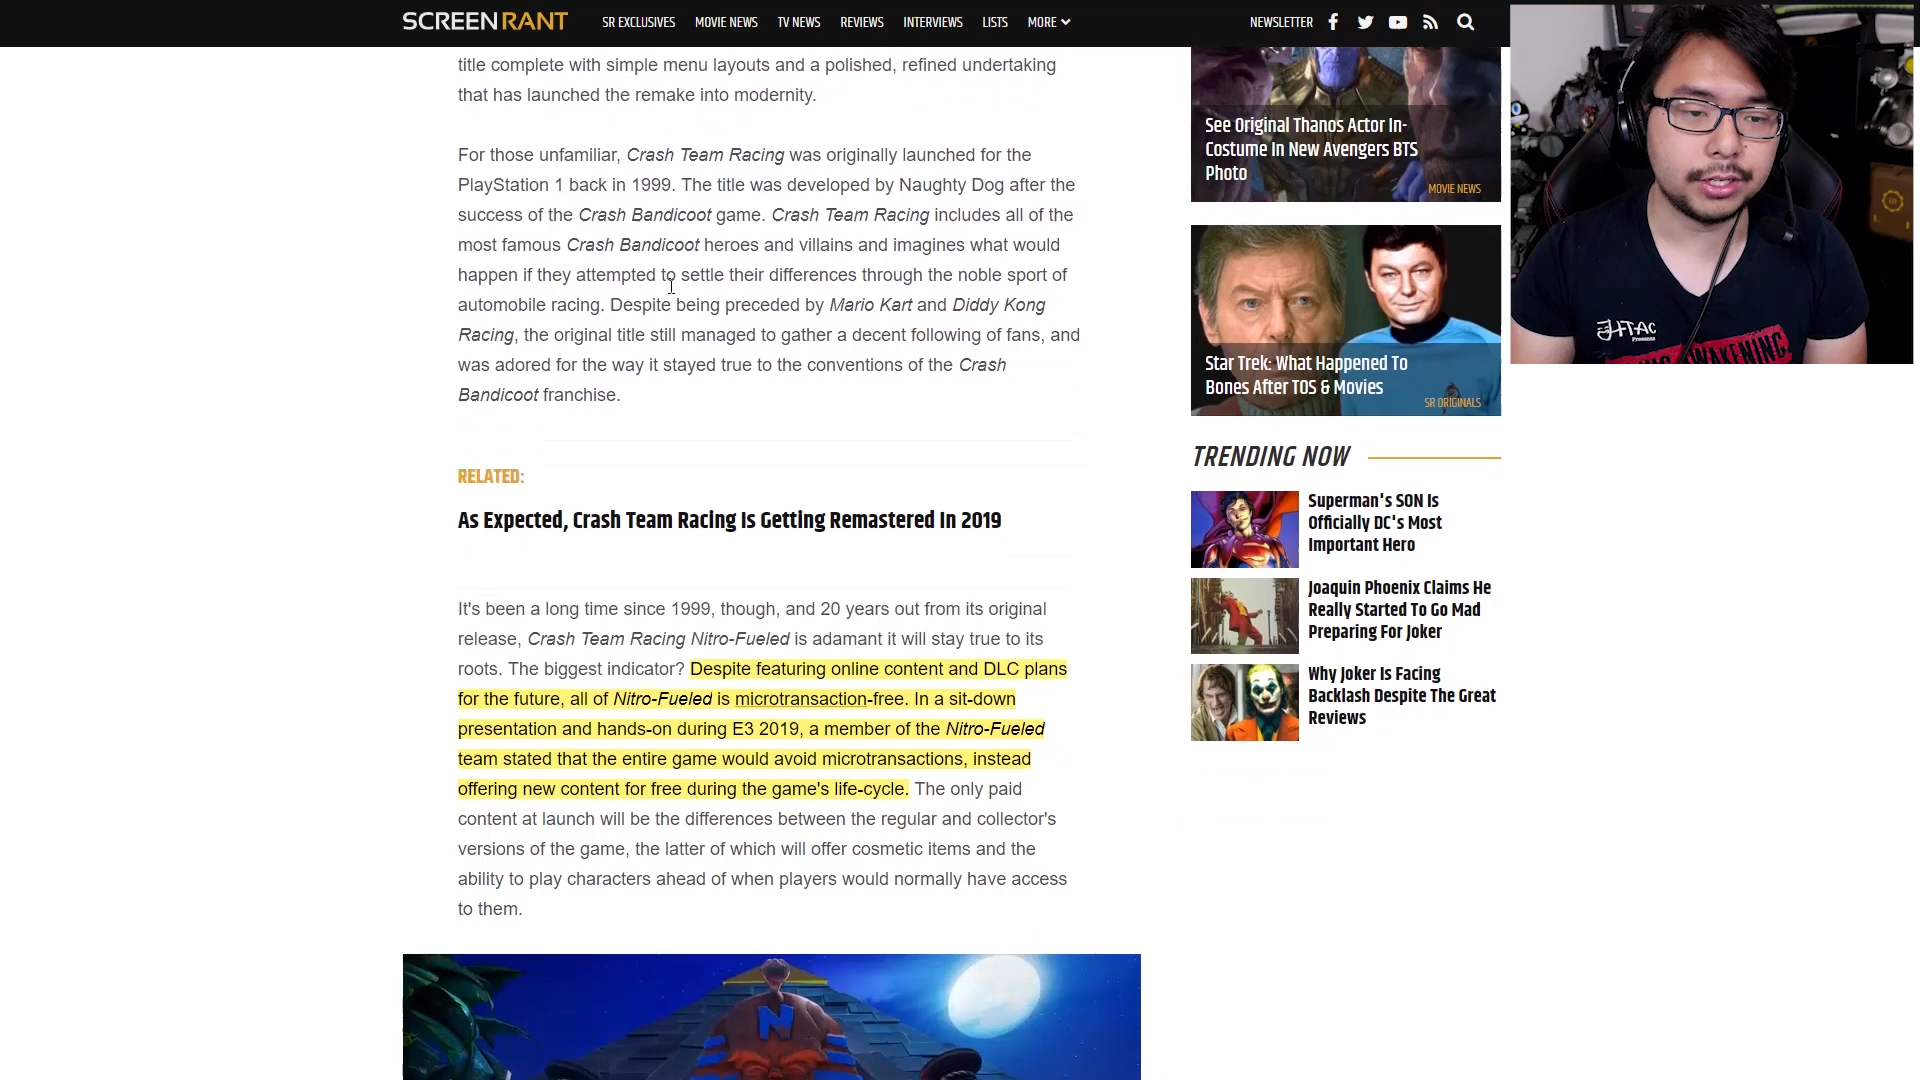 SCREENRANT
SR EXCLUSIVES MOVIE NEWS TV NEWS REVIEWS INTERVIEWS LISTS MORE
NEWSLETTER
title complete with simple menu layouts and a polished, refined undertaking
that has launched the remake into modernity.
For those unfamiliar, Crash Team Racing was originally launched for the
PlayStation 1 back in 1999. The title was developed by Naughty Dog after the
success of the Crash Bandicoot game. Crash Team Racing includes all of the
most famous Crash Bandicoot heroes and villains and imagines what would
happen if they attempted to settle their differences through the noble sport of
automobile racing. Despite being preceded by Mario Kart and Diddy Kong
Racing, the original title still managed to gather a decent following of fans, and
was adored for the way it stayed true to the conventions of the Crash
Bandicoot franchise.
RELATED:
As Expected, Crash Team Racing Is Getting Remastered In 2019
It's been a long time since 1999, though, and 20 years out from its original
release, Crash Team Racing Nitro-Fueled is adamant it will stay true to its
roots. The biggest indicator? Despite featuring online content and DLC plans
for the future, all of Nitro-Fueled is microtransaction-free. In a sit-down
presentation and hands-on during E3 2019, a member of the Nitro-Fueled
team stated that the entire game would avoid microtransactions, instead
offering new content for free during the game's life-cycle. The only paid
content at launch will be the differences between the regular and collector's
versions of the game, the latter of which will offer cosmetic items and the
ability to play characters ahead of when players would normally have access
to them.
N
See Original Thanos Actor In-
Costume In New Avengers BTS
Photo
MOVIE NEWS
Star Trek: What Happened To
Bones After TOS & Movies
SR ORIGINALS
TRENDING NOW
Superman's SON Is
Officially DC's Most
Important Hero
Joaquin Phoenix Claims He
Really Started To Go Mad
Preparing For Joker
Why Joker Is Facing
Backlash Despite The Great
Reviews
Presents